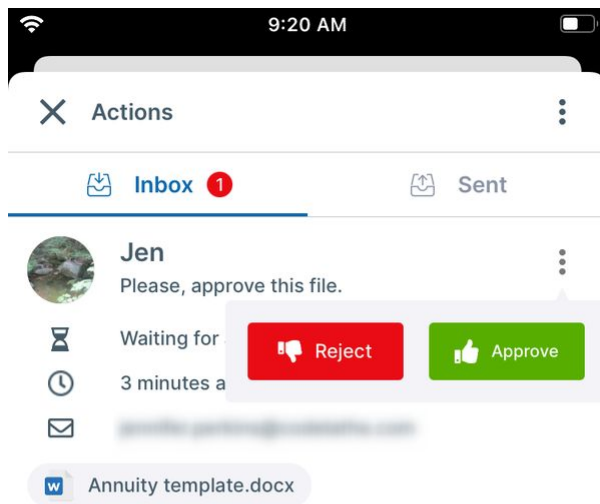 9:20 AM
Actions
Inbox 1
Sent
Jen
Please, approve this file.
Waiting for
Reject
Approve
3 minutes a
W
Annuity template.docx